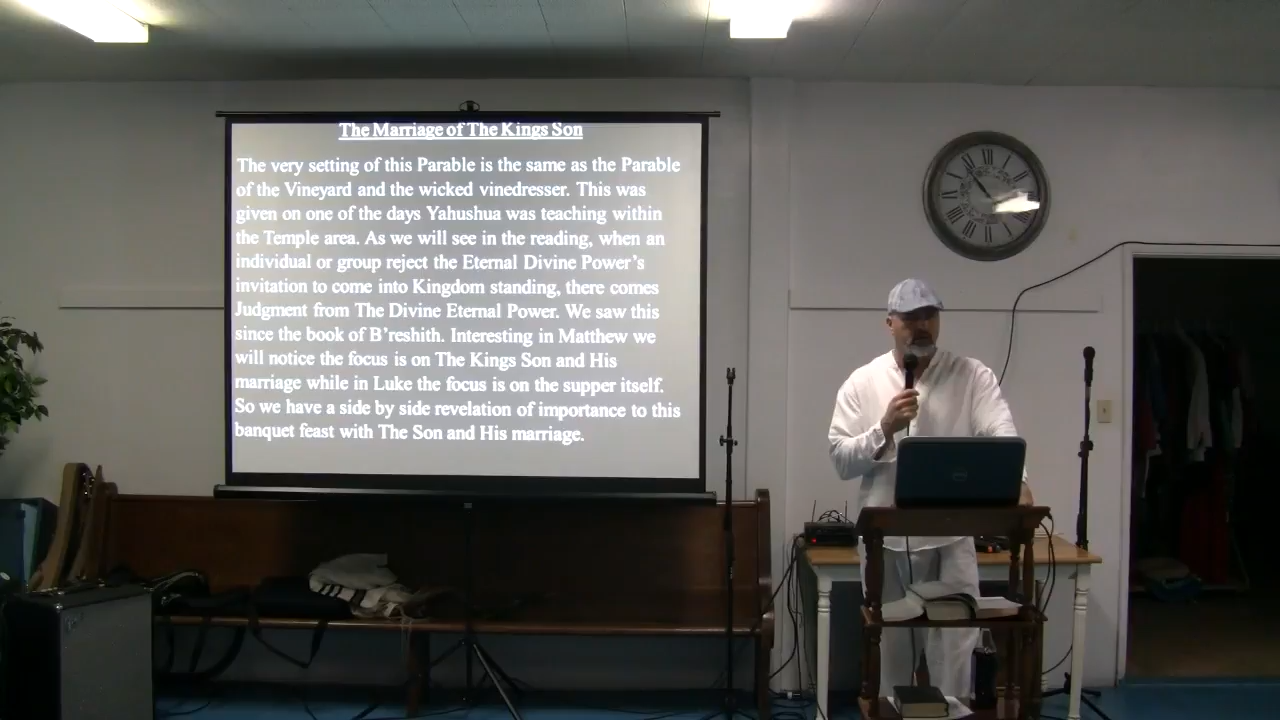 The Marriage of The Kings Son
The very setting of this Parable is the same as the Parable
of the Vineyard and the wicked vinedresser. This was
given on one of the days Yahushua was teaching within
the Temple area. As we will see in the reading, when an
individual or group reject the Eternal Divine Power's
invitation to come into Kingdom standing, there comes
Judgment from The Divine Eternal Power. We saw this
since the book of B'reshith. Interesting in Matthew we
will notice the focus is on The Kings Son and His
marriage while in Luke the focus is on the supper itself.
So we have a side by side revelation of importance to this
banquet feast with The Son and His marriage.